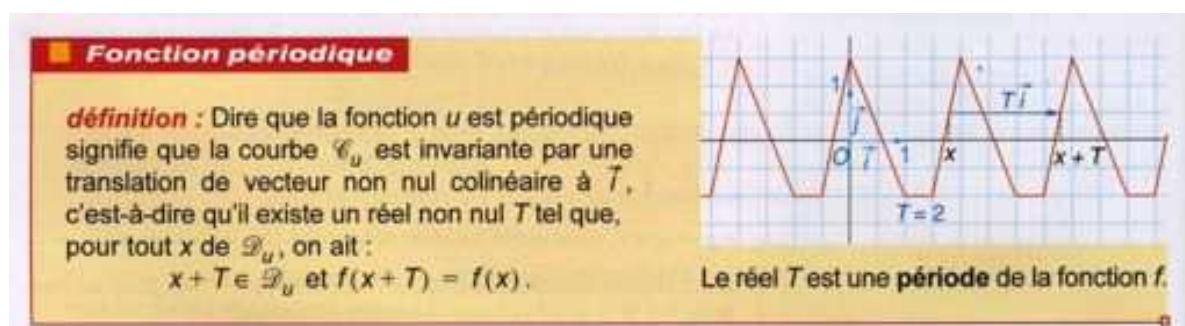 Fonction périodique
définition : Dire que la fonction u est périodique
signifie que la courbe 𝒞u est invariante par une
translation de vecteur non nul colinéaire à i⃗,
c'est-à-dire qu'il existe un réel non nul T tel que,
pour tout x de 𝒟u, on ait :
x + T ∈ 𝒟u et f(x + T) = f(x).
1
T i⃗
j⃗
O i⃗ 1 x x + T
T = 2
Le réel T est une période de la fonction f.